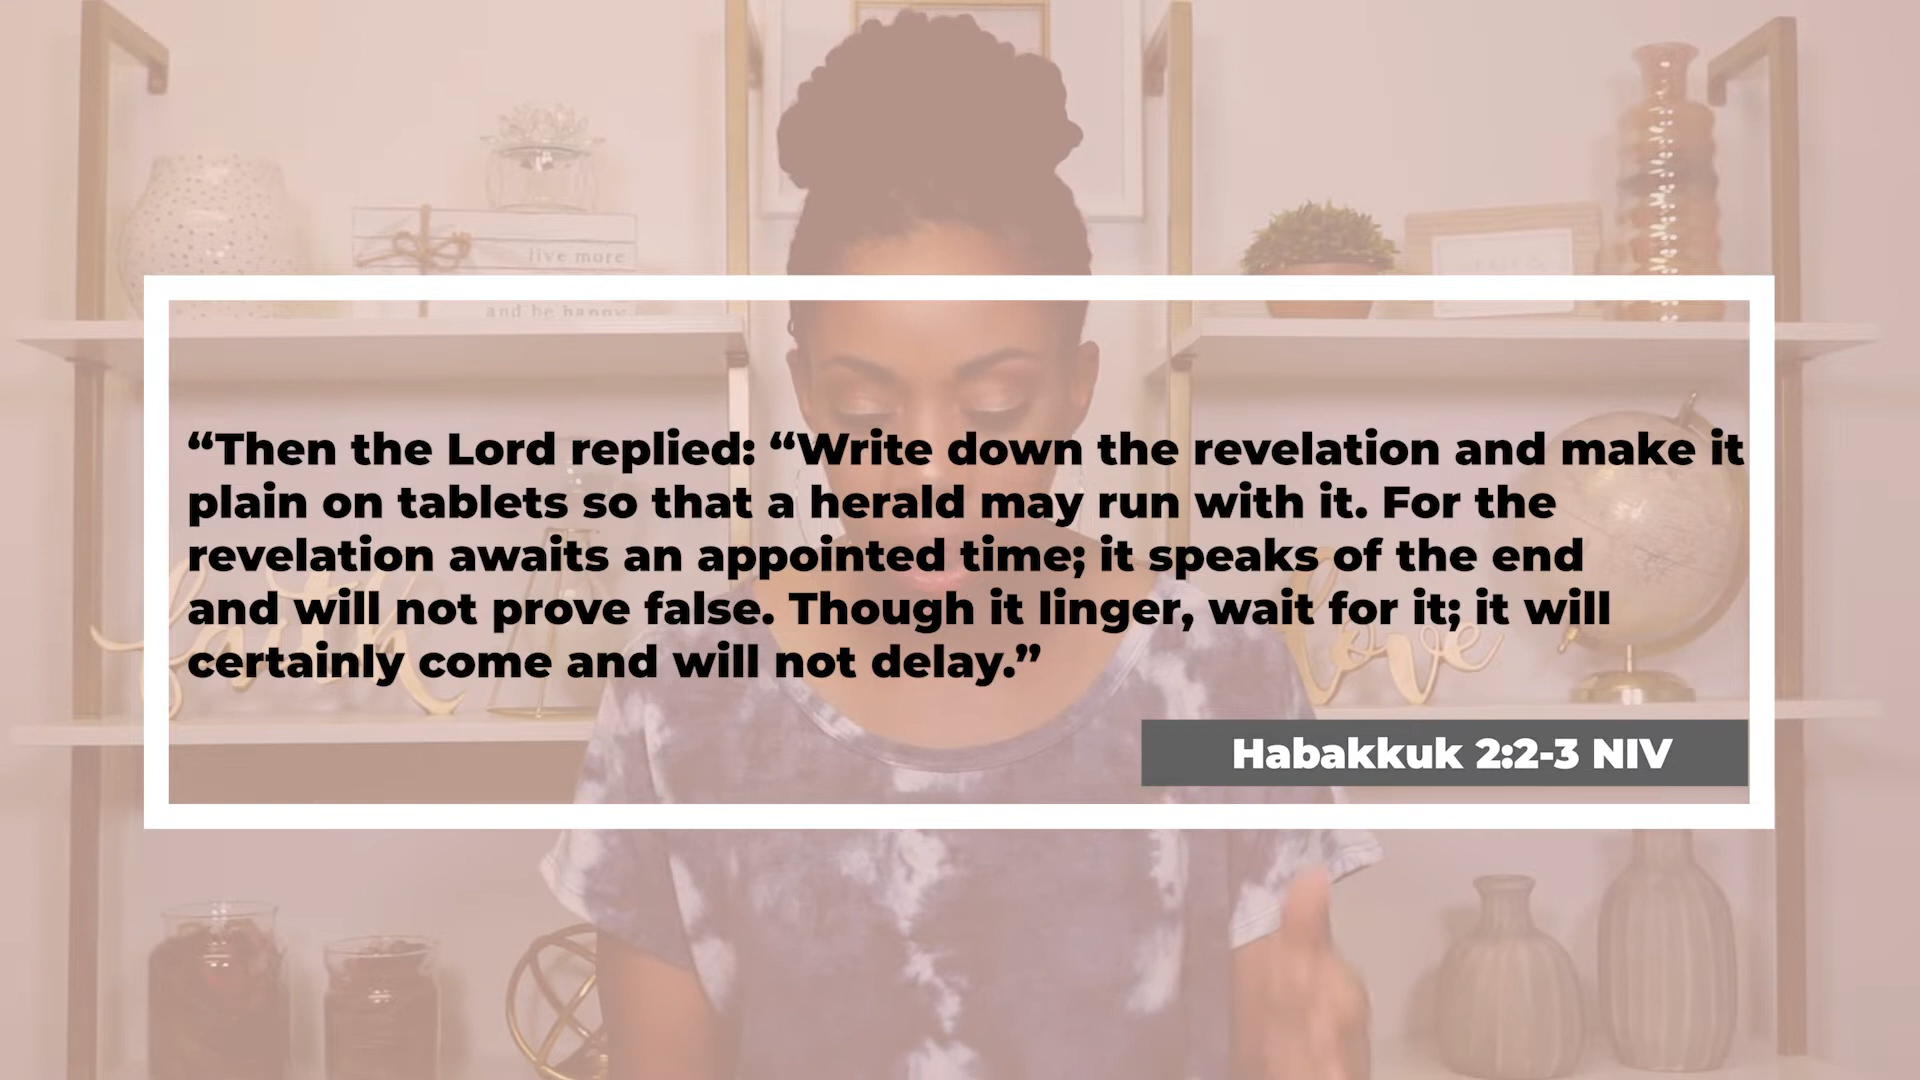 live more
and be happy
“Then the Lord replied: “Write down the revelation and make it
plain on tablets so that a herald may run with it. For the
revelation awaits an appointed time; it speaks of the end
and will not prove false. Though it linger, wait for it; it will
certainly come and will not delay.”
faith
love
Habakkuk 2:2-3 NIV